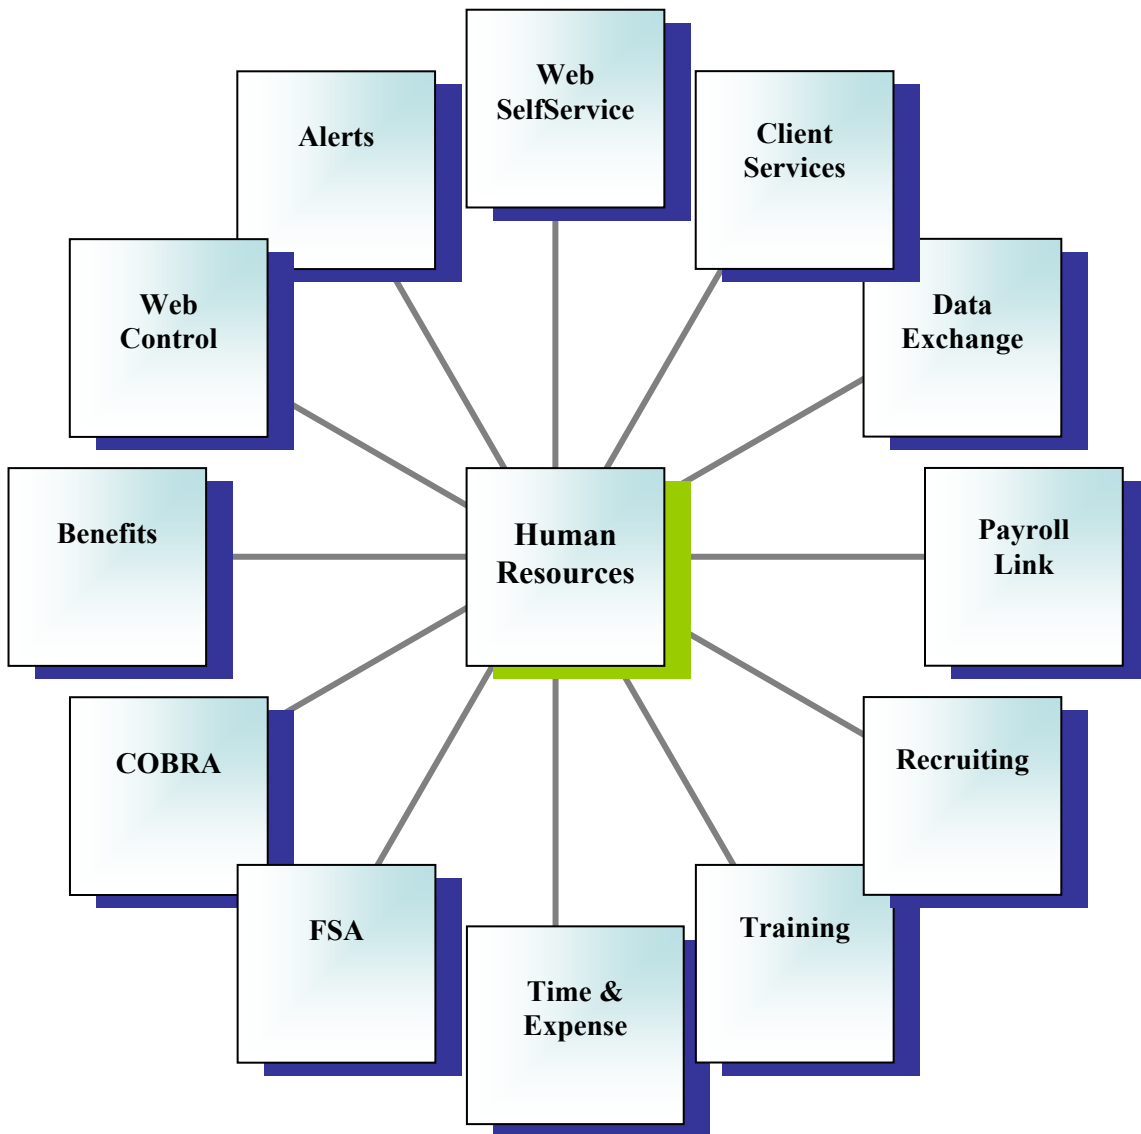 Web
SelfService
Client
Services
Alerts
Data
Exchange
Web
Control
Payroll
Link
Human
Resources
Benefits
Recruiting
COBRA
Training
FSA
Time &
Expense